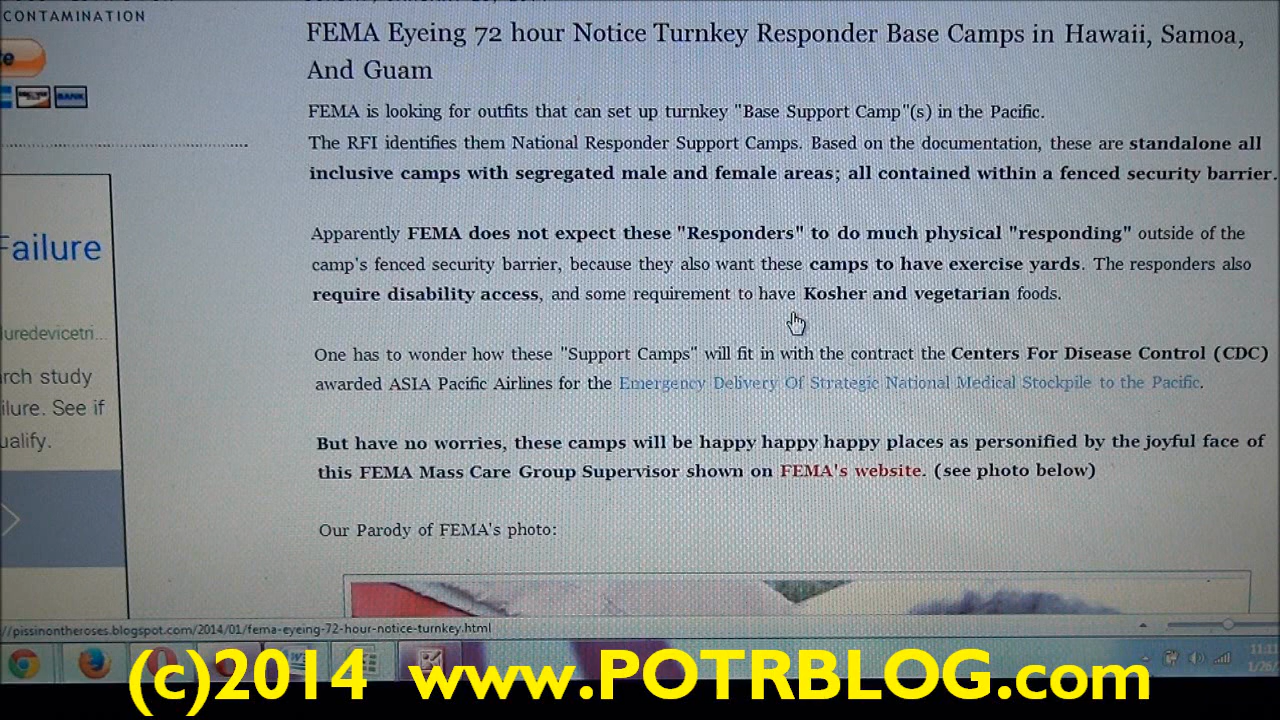 CONTAMINATION
FEMA Eyeing 72 hour Notice Turnkey Responder Base Camps in Hawaii, Samoa,
And Guam
FEMA is looking for outfits that can set up turnkey "Base Support Camp"(s) in the Pacific.
The RFI identifies them National Responder Support Camps. Based on the documentation, these are standalone all
inclusive camps with segregated male and female areas; all contained within a fenced security barrier.
Apparently FEMA does not expect these "Responders" to do much physical "responding" outside of the
camp's fenced security barrier, because they also want these camps to have exercise yards. The responders also
require disability access, and some requirement to have Kosher and vegetarian foods.
One has to wonder how these "Support Camps" will fit in with the contract the Centers For Disease Control (CDC)
awarded ASIA Pacific Airlines for the Emergency Delivery Of Strategic National Medical Stockpile to the Pacific.
But have no worries, these camps will be happy happy happy places as personified by the joyful face of
this FEMA Mass Care Group Supervisor shown on FEMA's website. (see photo below)
Our Parody of FEMA's photo:
e
BANK
Failure
luredevicetri...
rch study
ilure. See if
ualify.
//pissinontheroses.blogspot.com/2014/01/fema-eyeing-72-hour-notice-turnkey.html
11:11
1/26/
(c)2014 www.POTRBLOG.com